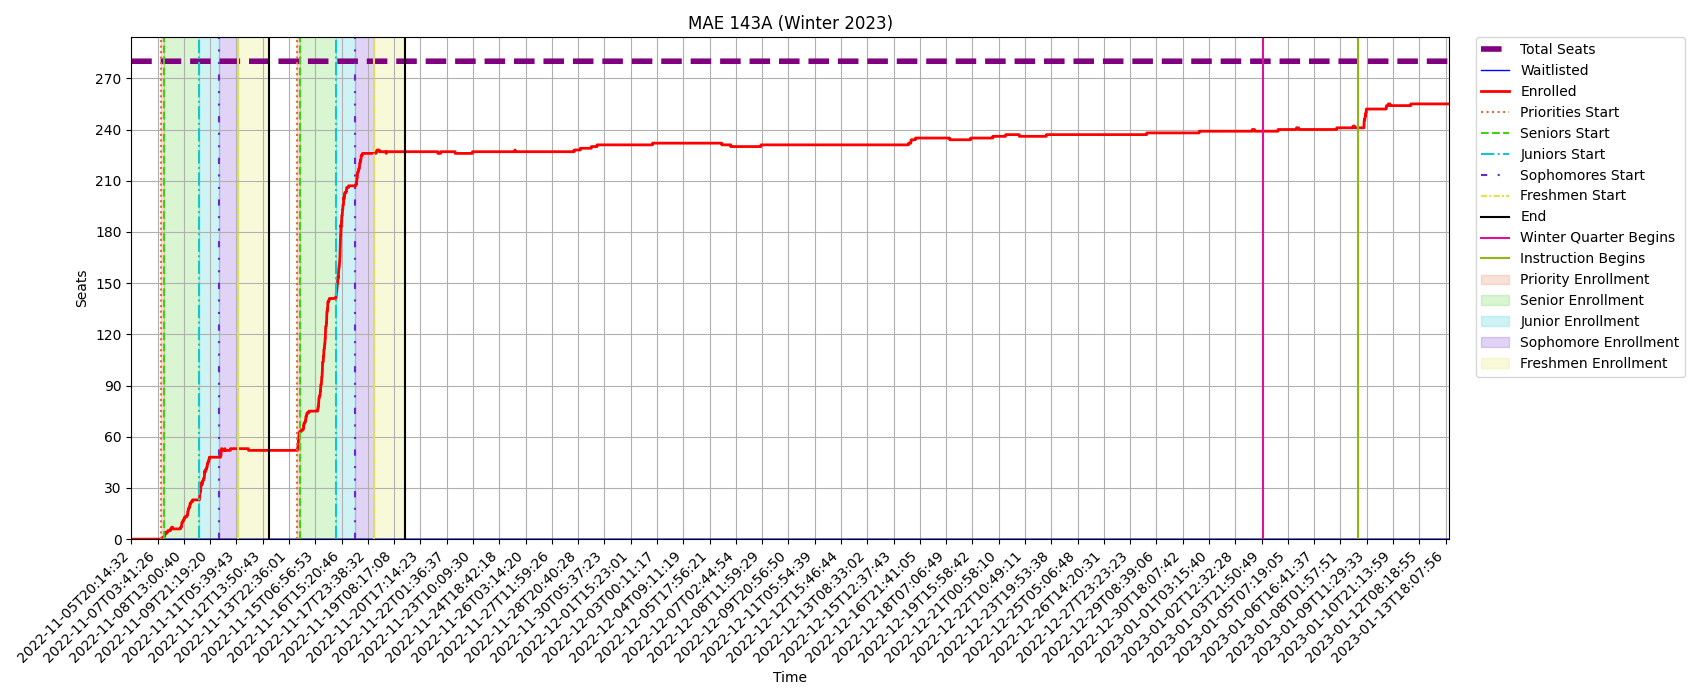 MAE 143A (Winter 2023)
Seats
270
240
210
180
150
120
90
60
30
0
2022-11-05T20:14:32
2022-11-07T03:41:26
2022-11-08T13:00:40
2022-11-09T21:19:20
2022-11-11T05:39:43
2022-11-12T13:50:43
2022-11-13T22:36:01
2022-11-15T06:56:53
2022-11-16T15:20:46
2022-11-17T23:38:32
2022-11-19T08:17:08
2022-11-20T17:14:23
2022-11-22T01:36:37
2022-11-23T10:09:30
2022-11-24T18:42:18
2022-11-26T03:14:20
2022-11-27T11:59:26
2022-11-28T20:40:28
2022-11-30T05:37:23
2022-12-01T15:23:01
2022-12-03T00:11:17
2022-12-04T09:11:19
2022-12-05T17:56:21
2022-12-07T02:44:54
2022-12-08T11:59:29
2022-12-09T20:56:50
2022-12-11T05:54:39
2022-12-12T15:46:44
2022-12-13T08:33:02
2022-12-15T12:37:43
2022-12-16T21:41:05
2022-12-18T07:06:49
2022-12-19T15:58:42
2022-12-21T00:58:10
2022-12-22T10:49:11
2022-12-23T19:53:38
2022-12-25T05:06:48
2022-12-26T14:20:31
2022-12-27T23:23:23
2022-12-29T08:39:06
2022-12-30T18:07:42
2023-01-01T03:15:40
2023-01-02T12:32:28
2023-01-03T21:50:49
2023-01-05T07:19:05
2023-01-06T16:41:37
2023-01-08T01:57:51
2023-01-09T11:29:33
2023-01-10T21:13:59
2023-01-12T08:18:55
2023-01-13T18:07:56
Time
Total Seats
Waitlisted
Enrolled
Priorities Start
Seniors Start
Juniors Start
Sophomores Start
Freshmen Start
End
Winter Quarter Begins
Instruction Begins
Priority Enrollment
Senior Enrollment
Junior Enrollment
Sophomore Enrollment
Freshmen Enrollment